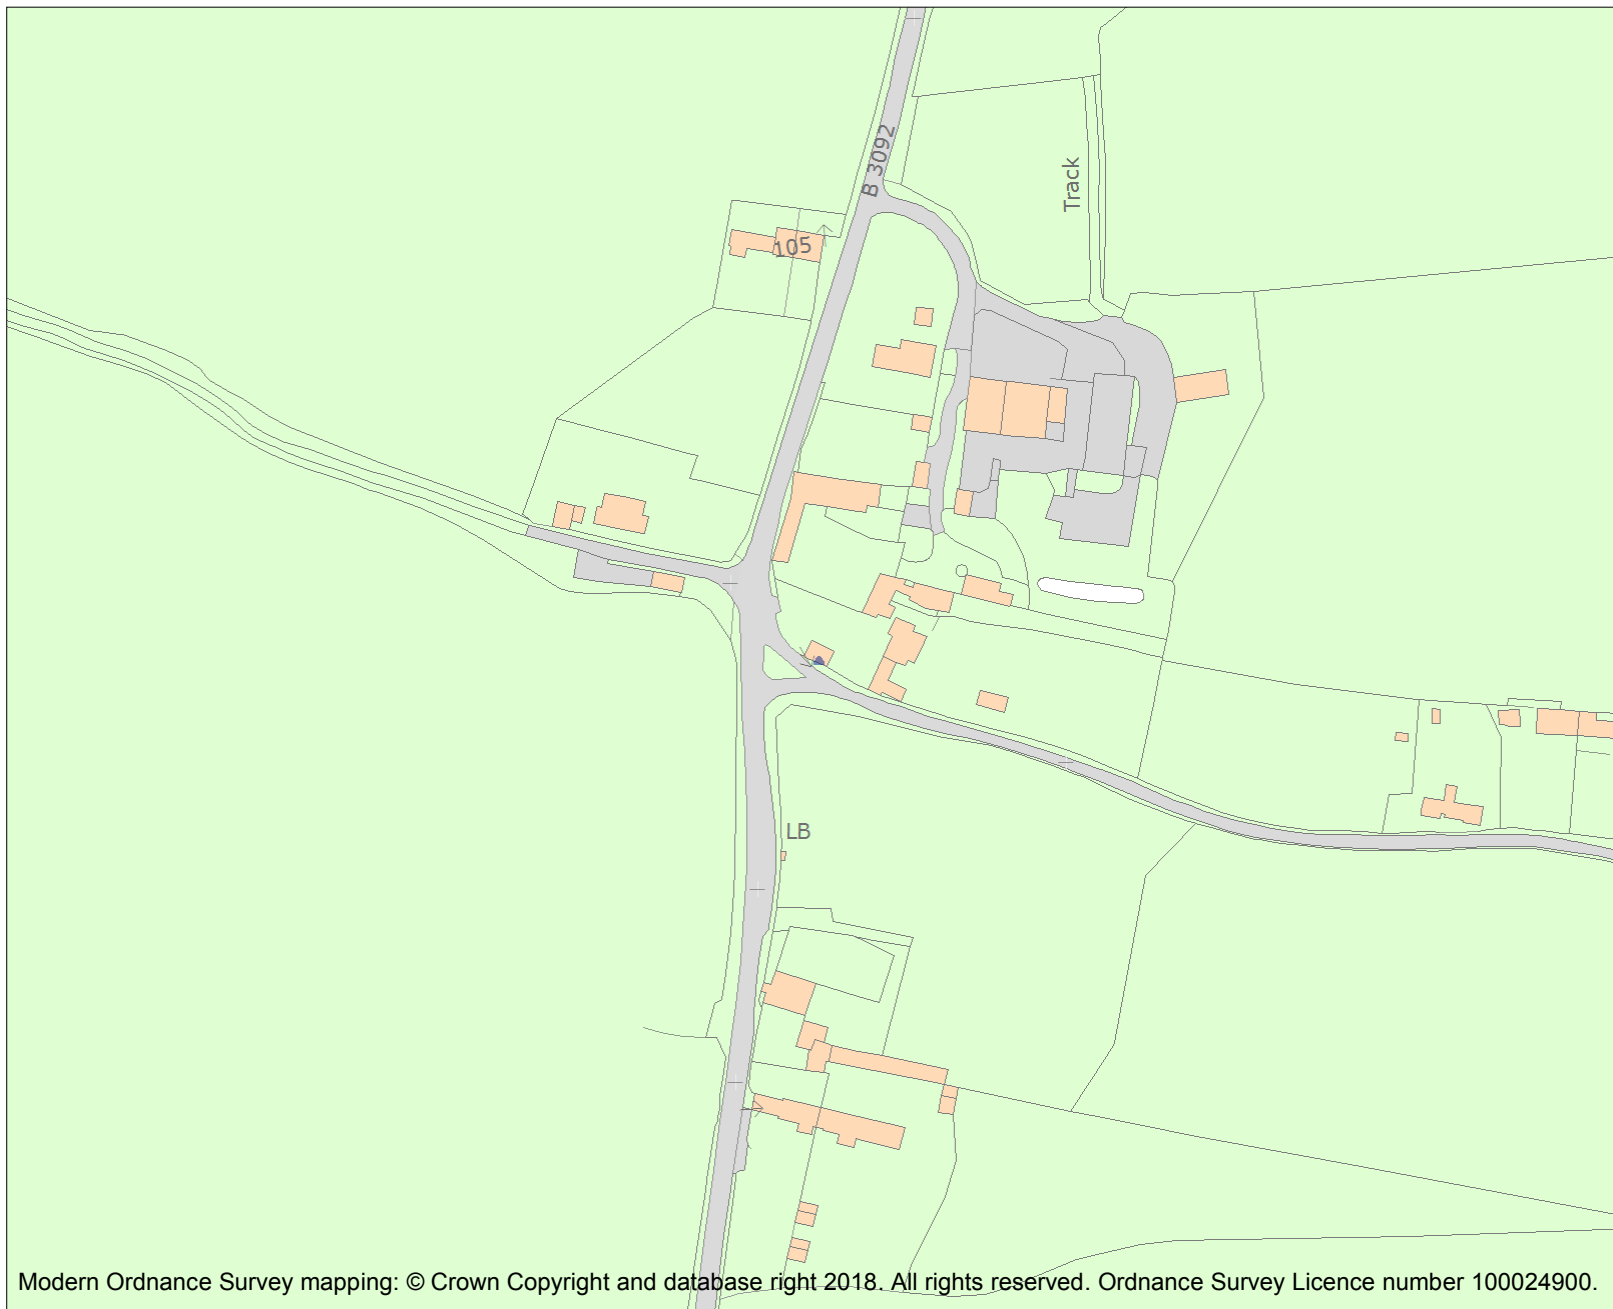 B 3092
Track
105
LB
Modern Ordnance Survey mapping: © Crown Copyright and database right 2018. All rights reserved. Ordnance Survey Licence number 100024900.